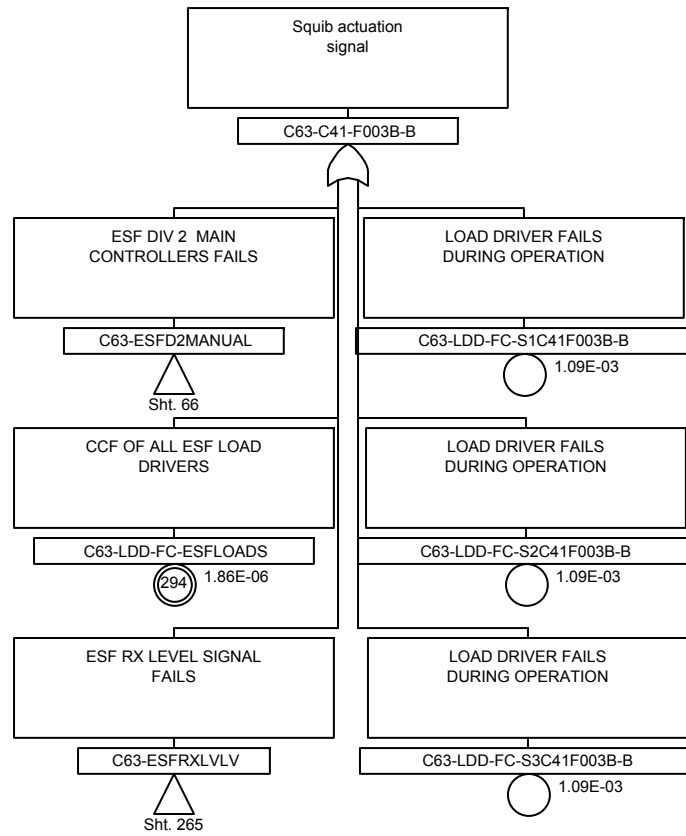 Squib actuation
signal
C63-C41-F003B-B
ESF DIV 2  MAIN
CONTROLLERS FAILS
C63-ESFD2MANUAL
Sht. 66
LOAD DRIVER FAILS
DURING OPERATION
C63-LDD-FC-S1C41F003B-B
1.09E-03
CCF OF ALL ESF LOAD
DRIVERS
C63-LDD-FC-ESFLOADS
294
1.86E-06
LOAD DRIVER FAILS
DURING OPERATION
C63-LDD-FC-S2C41F003B-B
1.09E-03
ESF RX LEVEL SIGNAL
FAILS
C63-ESFRXLVLV
Sht. 265
LOAD DRIVER FAILS
DURING OPERATION
C63-LDD-FC-S3C41F003B-B
1.09E-03